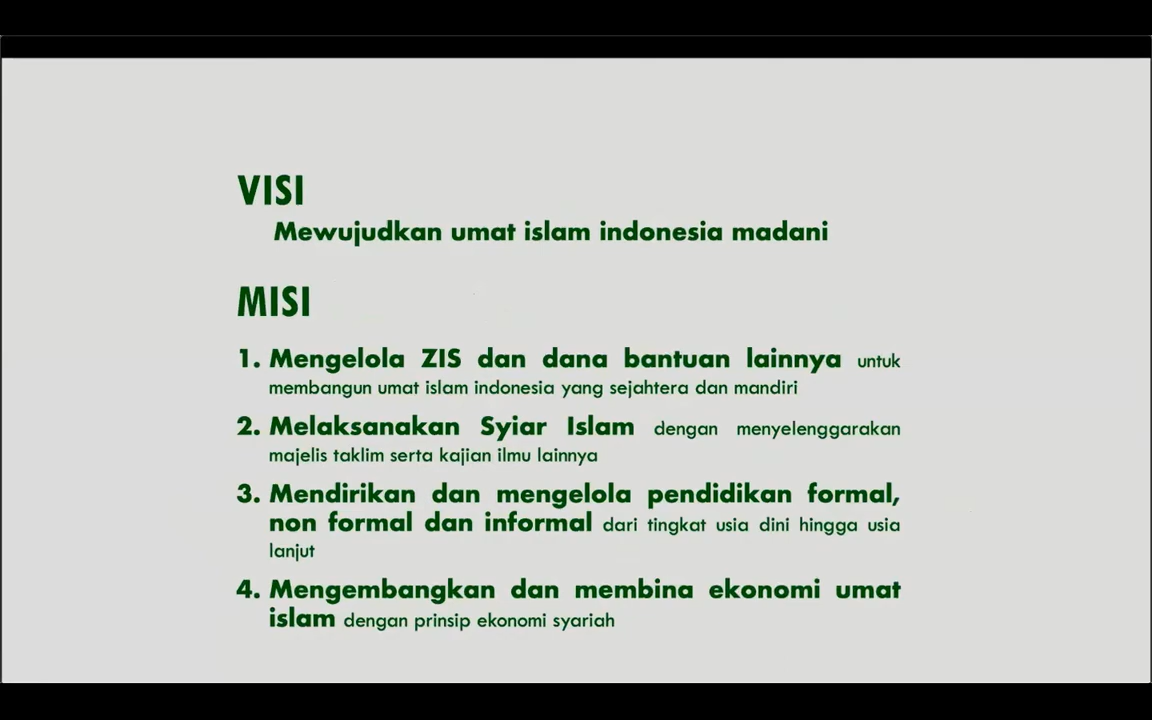 VISI
Mewujudkan umat islam indonesia madani
MISI
1. Mengelola ZIS dan dana bantuan lainnya untuk
membangun umat islam indonesia yang sejahtera dan mandiri
2. Melaksanakan Syiar Islam dengan menyelenggarakan
majelis taklim serta kajian ilmu lainnya
3. Mendirikan dan mengelola pendidikan formal,
non formal dan informal dari tingkat usia dini hingga usia
lanjut
4. Mengembangkan dan membina ekonomi umat
islam dengan prinsip ekonomi syariah